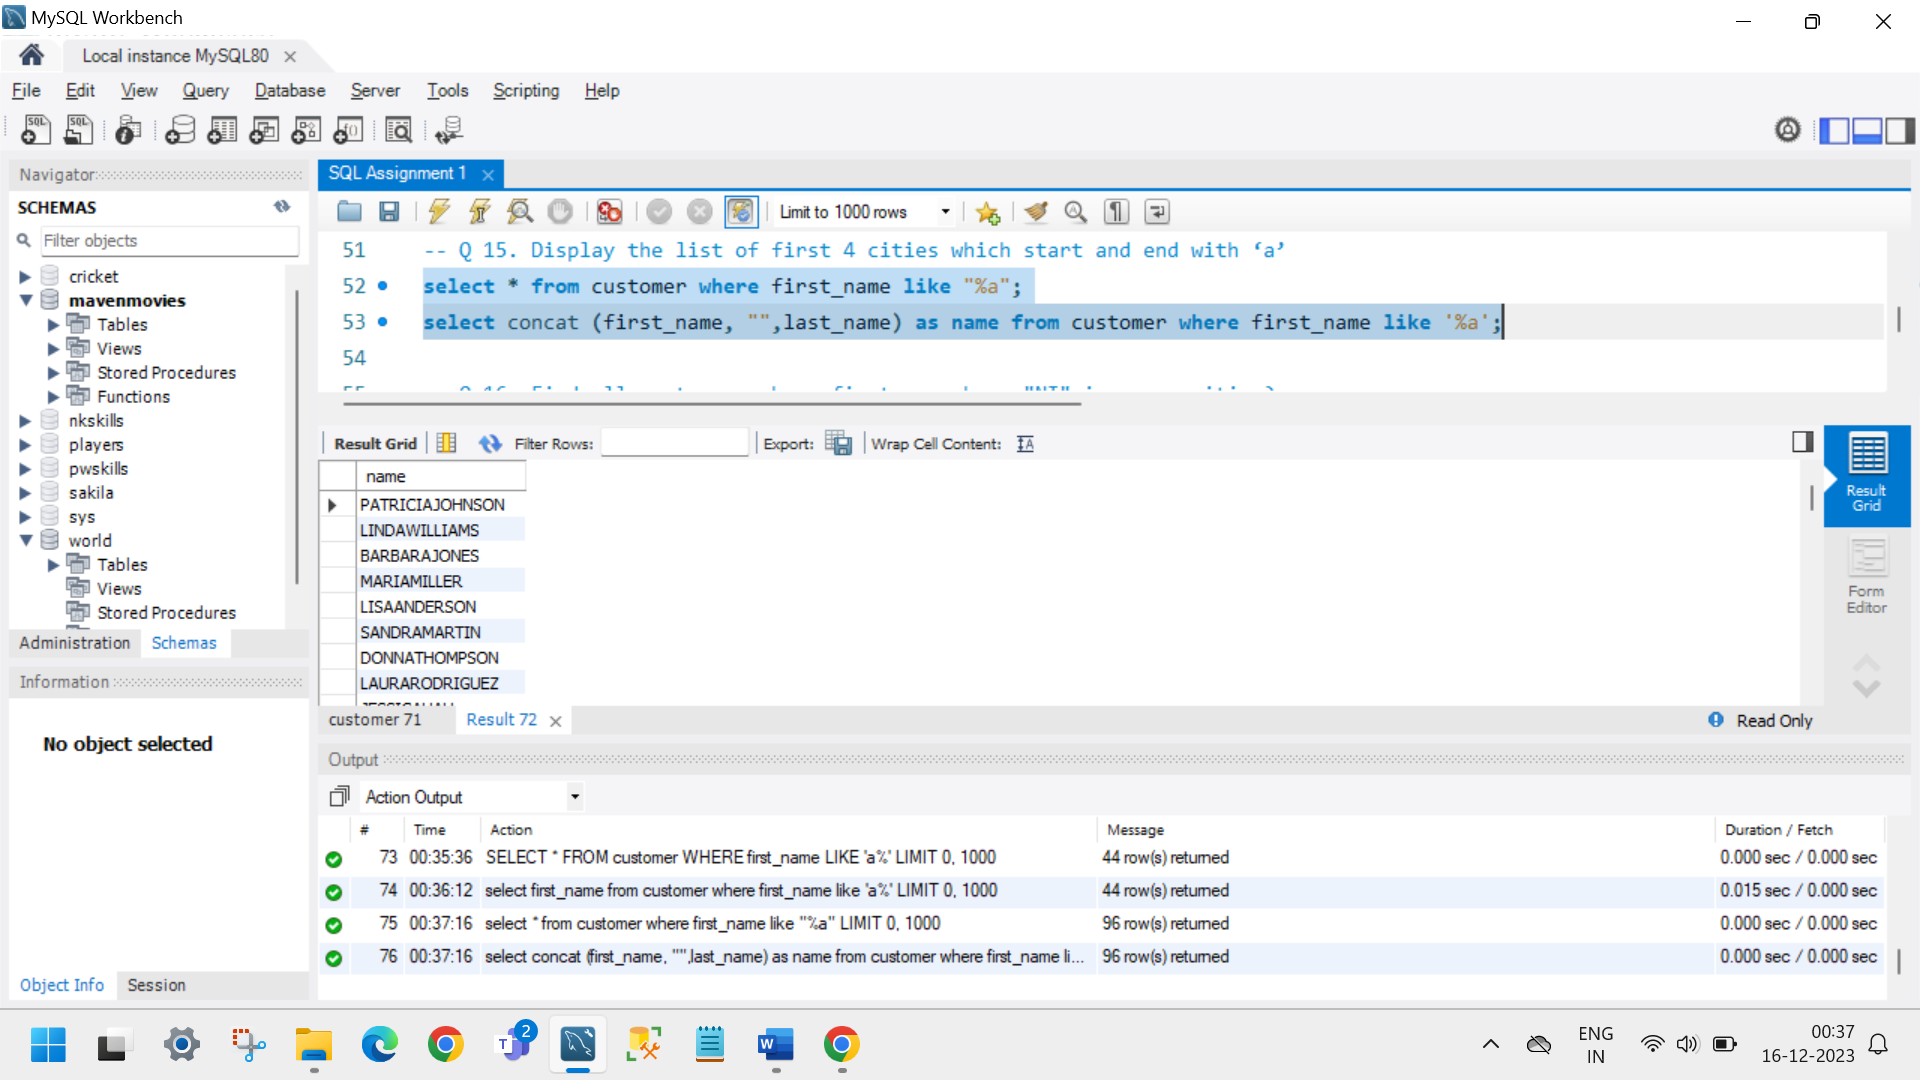 MySQL Workbench
Local instance MySQL80
File Edit View Query Database Server Tools Scripting Help
Navigator
SCHEMAS
Filter objects
cricket
mavenmovies
Tables
Views
Stored Procedures
Functions
nkskills
players
pwskills
sakila
sys
world
Tables
Views
Stored Procedures
Administration Schemas
Information
No object selected
Object Info Session
SQL Assignment 1
Limit to 1000 rows
51 -- Q 15. Display the list of first 4 cities which start and end with ‘a’
52 select * from customer where first_name like "%a";
53 select concat (first_name, "",last_name) as name from customer where first_name like '%a';
54
Result Grid Filter Rows: Export: Wrap Cell Content:
name
PATRICIAJOHNSON
LINDAWILLIAMS
BARBARAJONES
MARIAMILLER
LISAANDERSON
SANDRAMARTIN
DONNATHOMPSON
LAURARODRIGUEZ
Result
Grid
Form
Editor
customer 71 Result 72 Read Only
Output
Action Output
# Time Action Message Duration / Fetch
73 00:35:36 SELECT * FROM customer WHERE first_name LIKE 'a%' LIMIT 0, 1000 44 row(s) returned 0.000 sec / 0.000 sec
74 00:36:12 select first_name from customer where first_name like 'a%' LIMIT 0, 1000 44 row(s) returned 0.015 sec / 0.000 sec
75 00:37:16 select * from customer where first_name like "%a" LIMIT 0, 1000 96 row(s) returned 0.000 sec / 0.000 sec
76 00:37:16 select concat (first_name, "",last_name) as name from customer where first_name li... 96 row(s) returned 0.000 sec / 0.000 sec
2
ENG
IN
00:37
16-12-2023